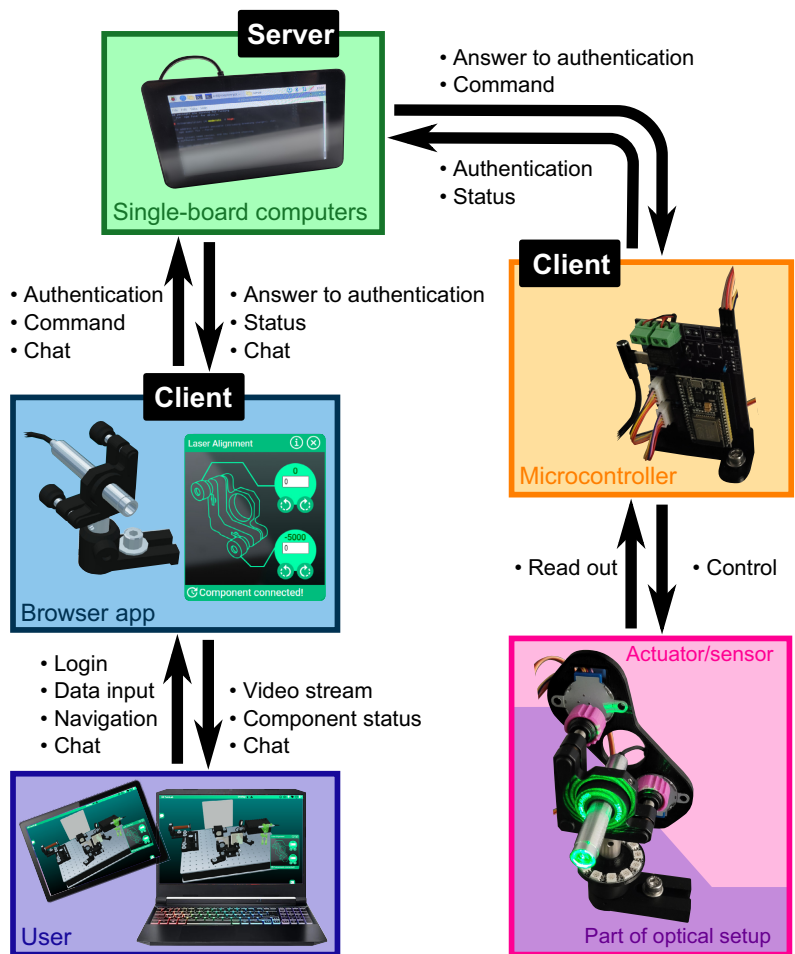 Server
• Answer to authentication
• Command
• Authentication
• Status
Single-board computers
Client
• Authentication
• Command
• Chat
• Answer to authentication
• Status
• Chat
Client
Laser Alignment
i
0
0
-5000
0
Component connected!
Browser app
Microcontroller
• Read out
• Control
• Login
• Data input
• Navigation
• Chat
• Video stream
• Component status
• Chat
Actuator/sensor
User
Part of optical setup